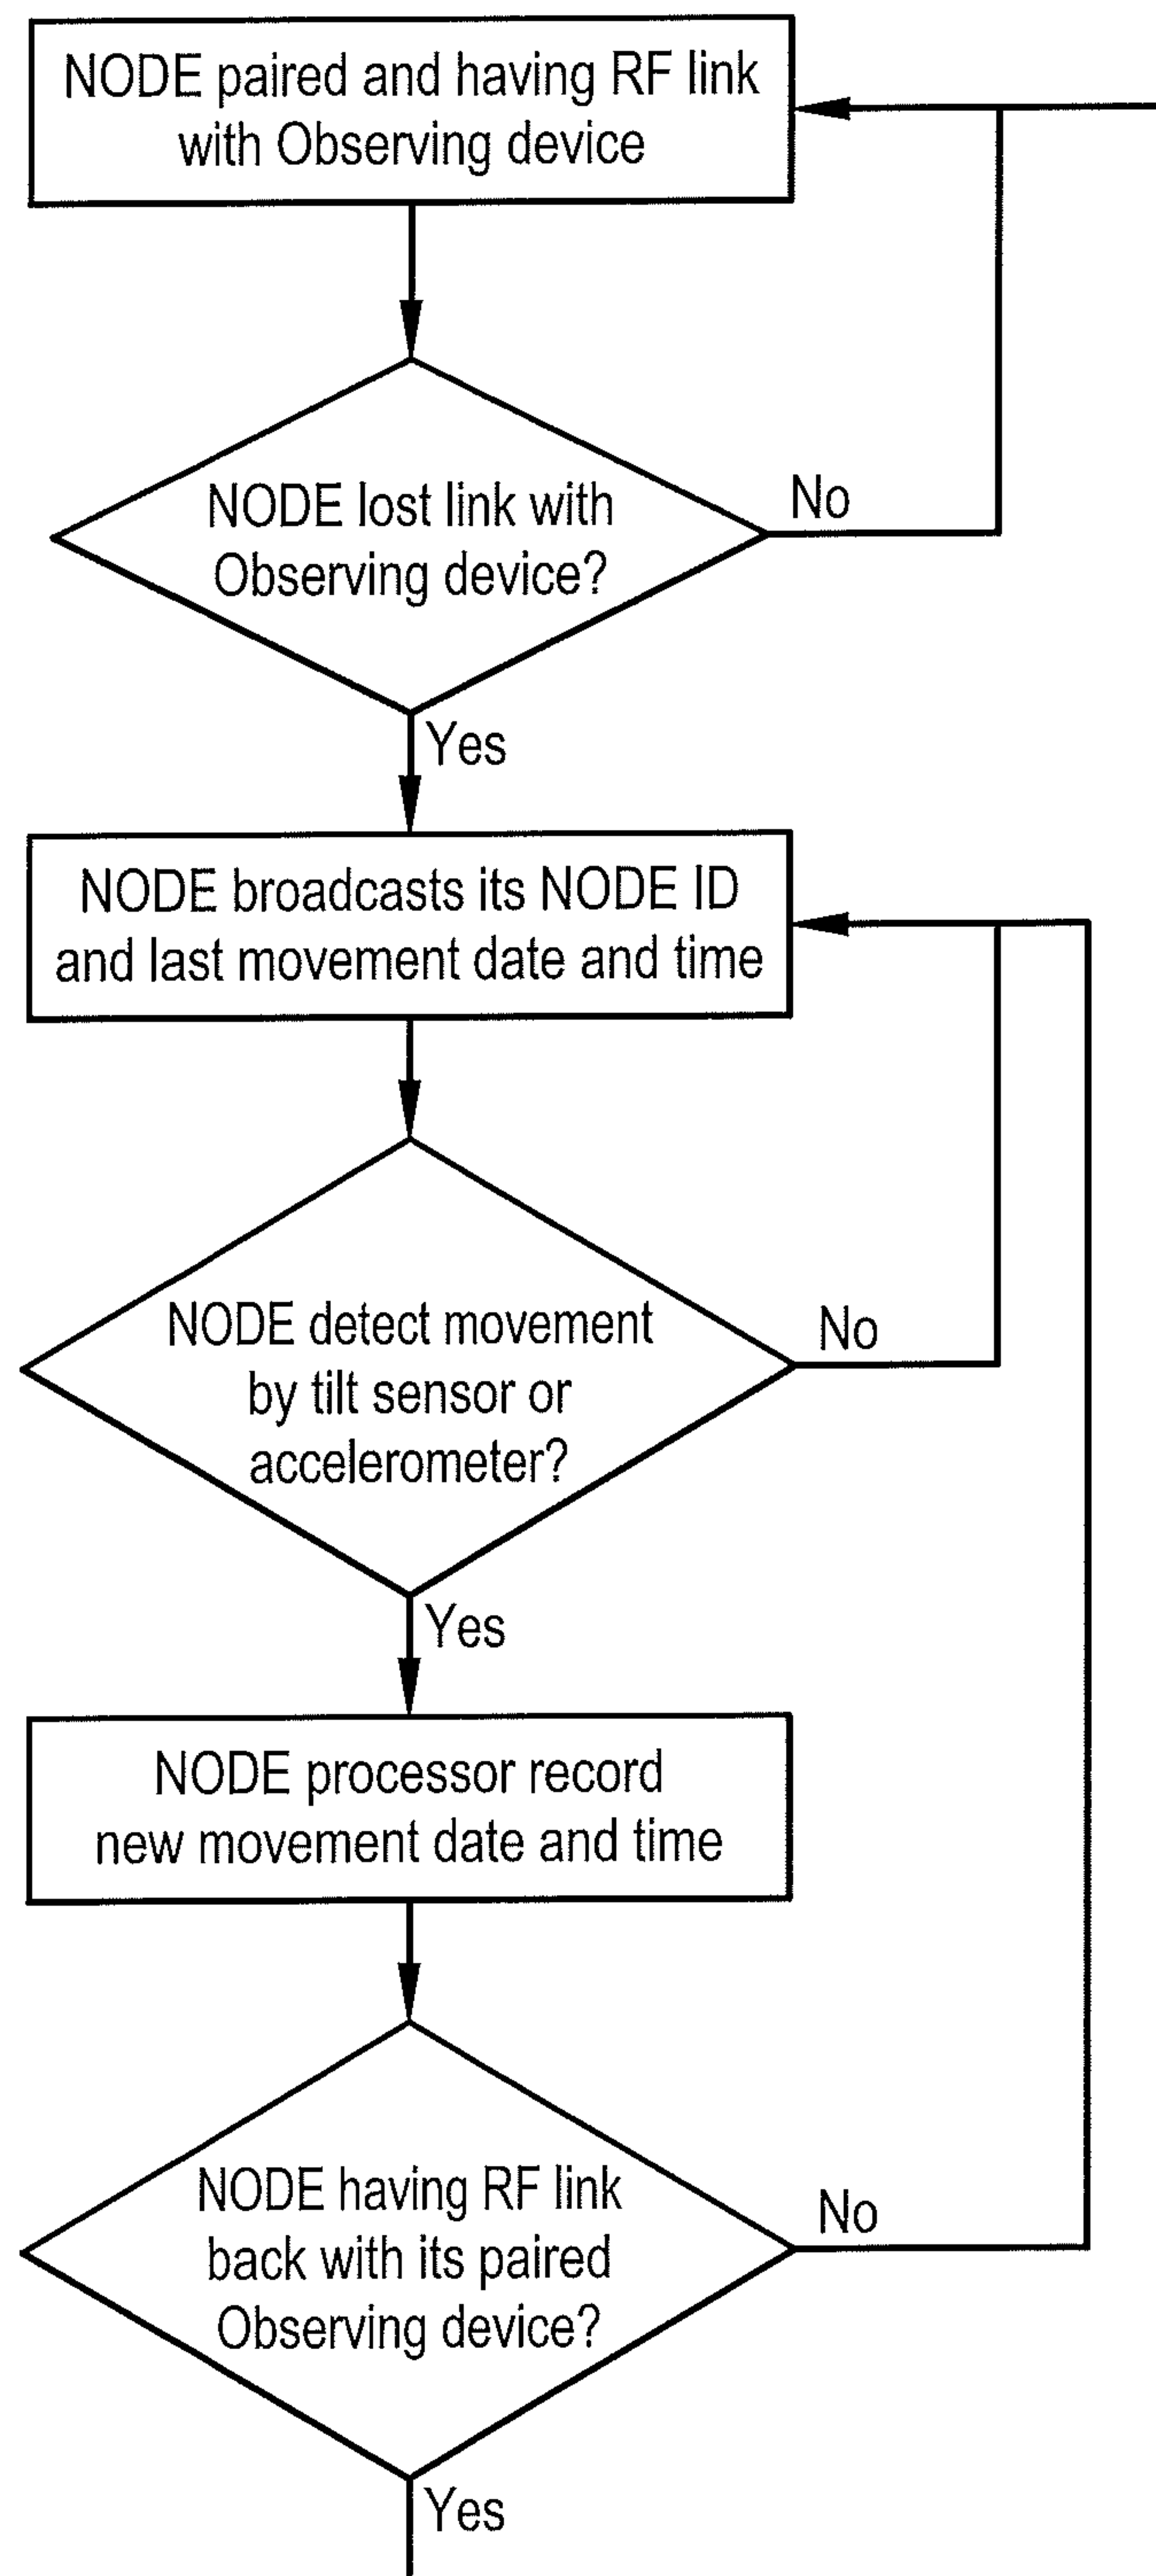 NODE paired and having RF link
with Observing device
NODE lost link with
Observing device?
No
Yes
NODE broadcasts its NODE ID
and last movement date and time
NODE detect movement
by tilt sensor or
accelerometer?
No
Yes
NODE processor record
new movement date and time
NODE having RF link
back with its paired
Observing device?
No
Yes